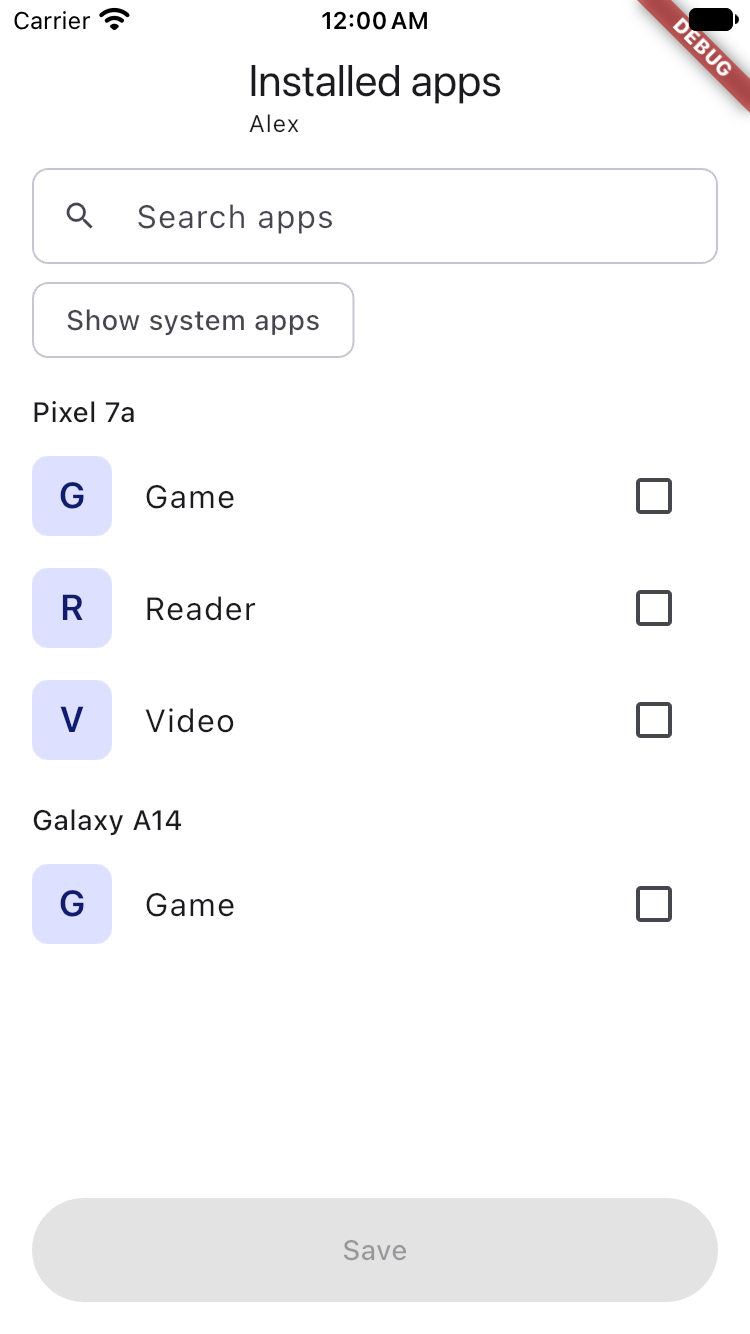 Carrier 12:00 AM
DEBUG
Installed apps
Alex
Search apps
Show system apps
Pixel 7a
G Game
R Reader
V Video
Galaxy A14
G Game
Save